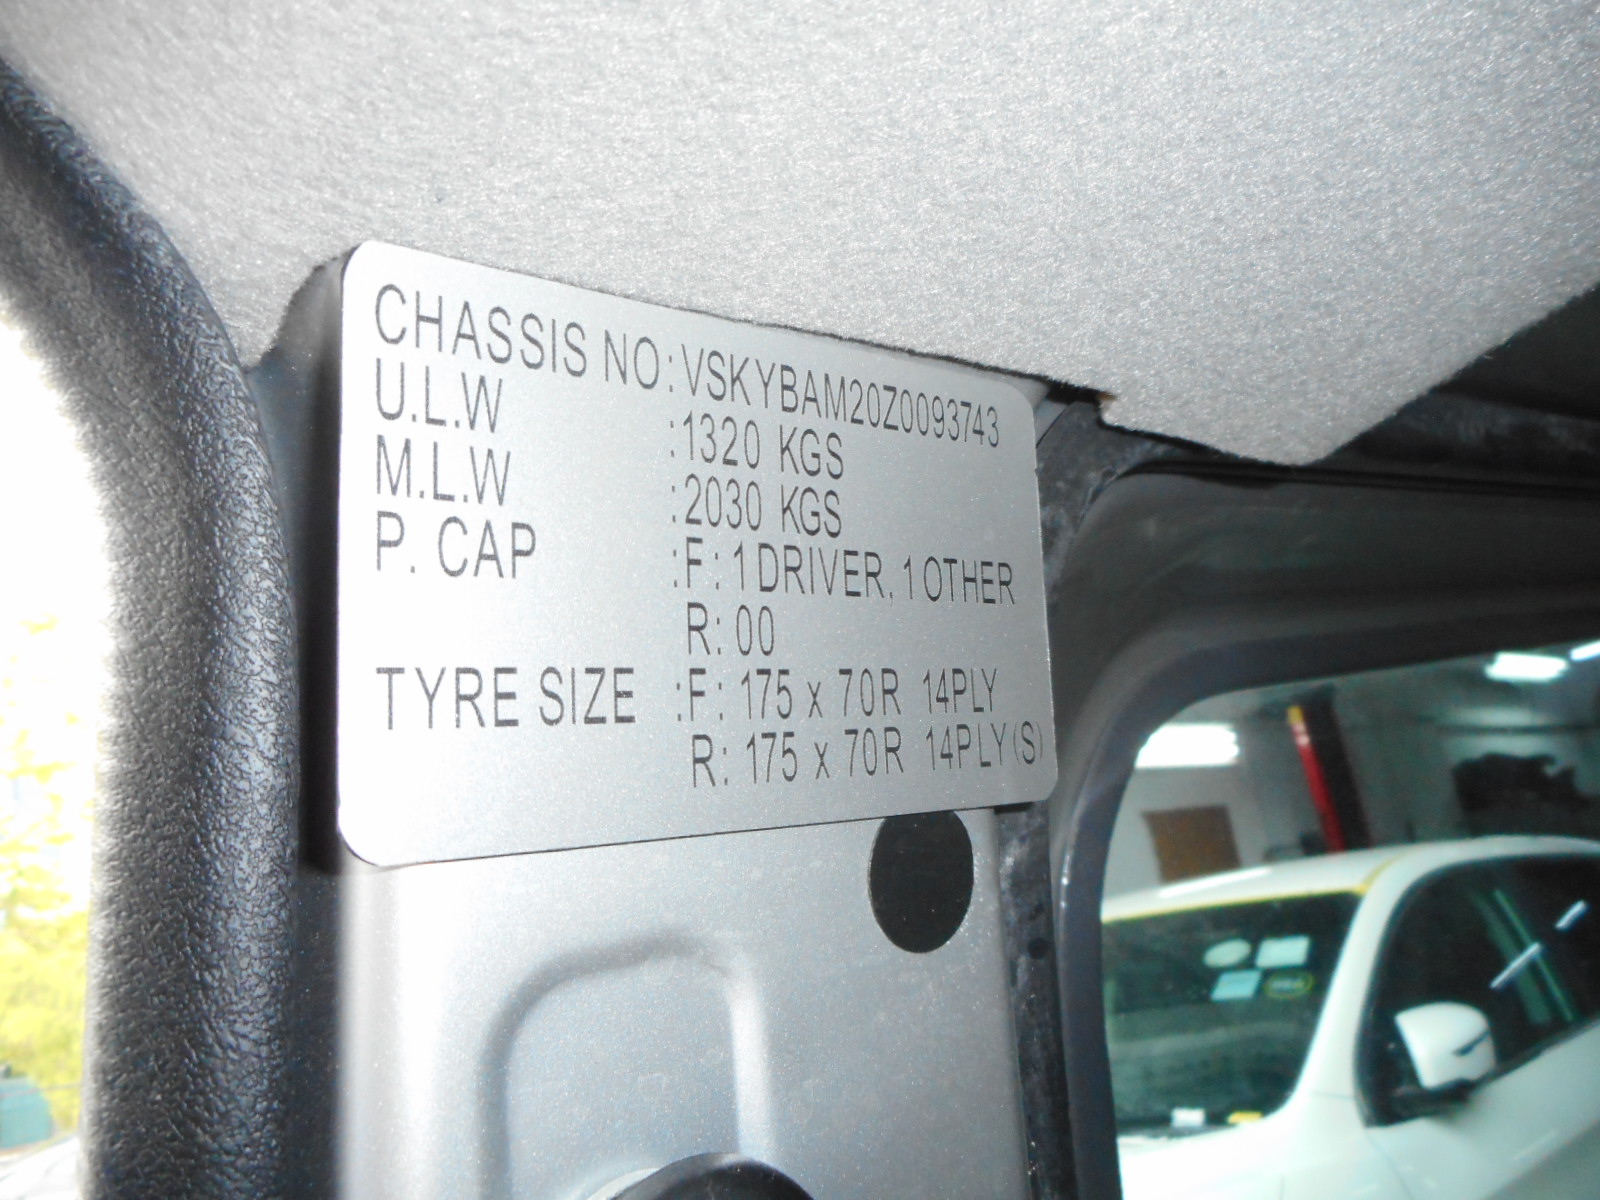 CHASSIS NO: VSKYBAM20Z0093743
U.L.W :1320 KGS
M.L.W :2030 KGS
P. CAP :F: 1 DRIVER, 1 OTHER
R: 00
TYRE SIZE :F: 175 x 70R 14PLY
R: 175 x 70R 14PLY(S)